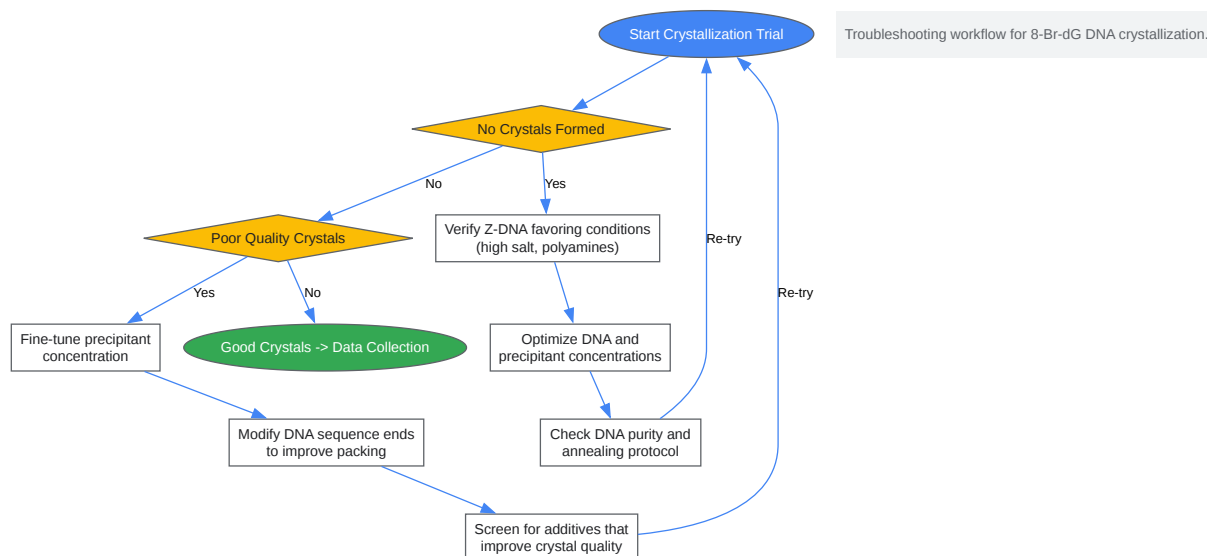 Start Crystallization Trial
Troubleshooting workflow for 8-Br-dG DNA crystallization.
No Crystals Formed
No
Yes
Poor Quality Crystals
Verify Z-DNA favoring conditions
(high salt, polyamines)
Re-try
Re-try
Yes
No
Fine-tune precipitant
concentration
Good Crystals -> Data Collection
Optimize DNA and
precipitant concentrations
Modify DNA sequence ends
to improve packing
Check DNA purity and
annealing protocol
Screen for additives that
improve crystal quality